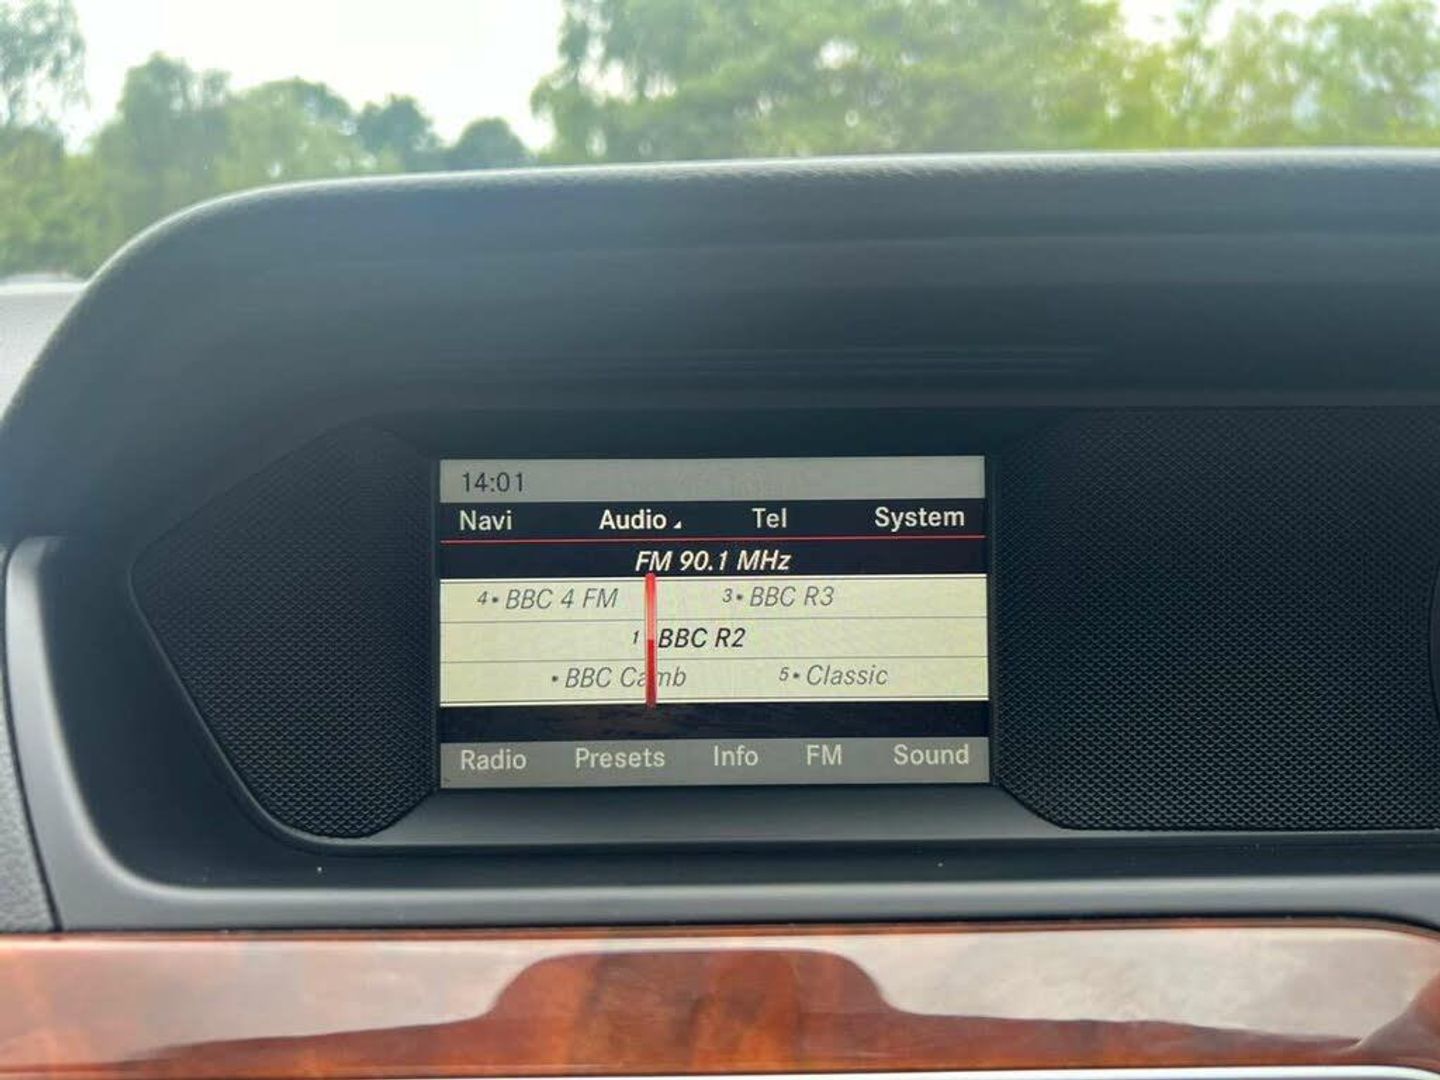 14:01
Navi Audio Tel System
FM 90.1 MHz
4• BBC 4 FM 3• BBC R3
1 BBC R2
• BBC Camb 5• Classic
Radio Presets Info FM Sound